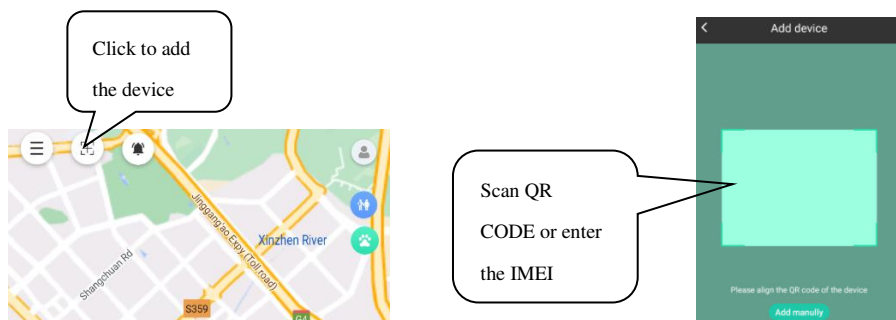 Click to add
the device
Jinggang'ao Expy (Toll road)
Xinzhen River
Shangchuan Rd
S359
G4
Add device
Scan QR
CODE or enter
the IMEI
Please align the QR code of the device
Add manully